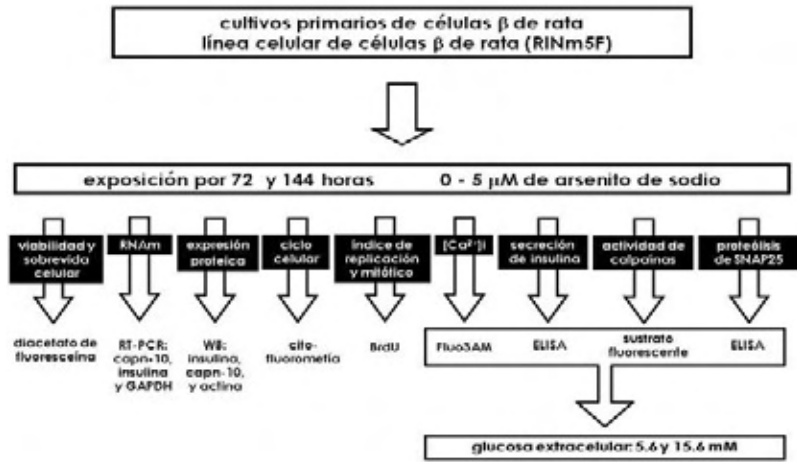 cultivos primarios de células β de rata
línea celular de células β de rata (RINm5F)
exposición por 72 y 144 horas 0 - 5 μM de arsenito de sodio
viabilidad y
sobrevida
celular
RNAm
expresión
proteica
ciclo
celular
índice de
replicación
y mitótico
[Ca²⁺]i
secreción
de insulina
actividad de
calpaínas
proteólisis
de SNAP25
diacetato de
fluoresceína
RT-PCR:
capn-10,
insulina
y GAPDH
WB:
insulina,
capn-10,
y actina
cito-
fluorometía
BrdU
Fluo3AM
ELISA
sustrato
fluorescente
ELISA
glucosa extracelular: 5.6 y 15.6 mM